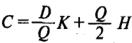 C = D/Q K + Q/2 H